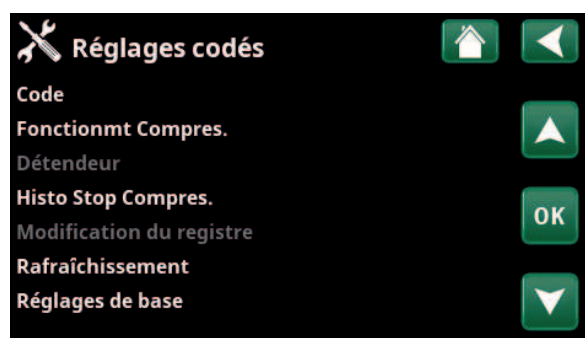 Réglages codés
Code
Fonctionmt Compres.
Détendeur
Histo Stop Compres.
OK
Modification du registre
Rafraîchissement
Réglages de base